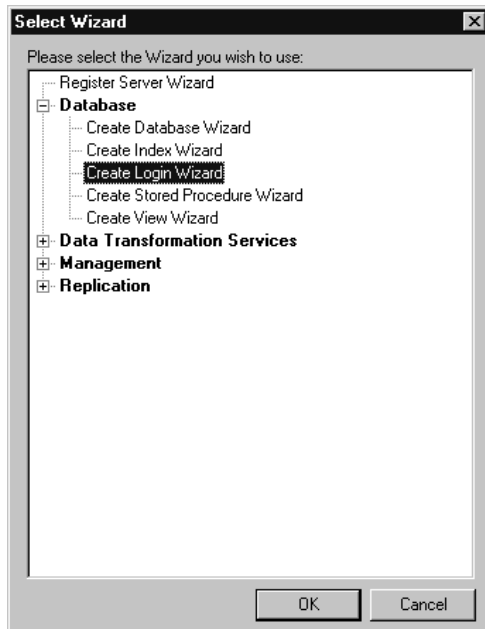 Select Wizard
Please select the Wizard you wish to use:
Register Server Wizard
Database
Create Database Wizard
Create Index Wizard
Create Login Wizard
Create Stored Procedure Wizard
Create View Wizard
Data Transformation Services
Management
Replication
OK Cancel